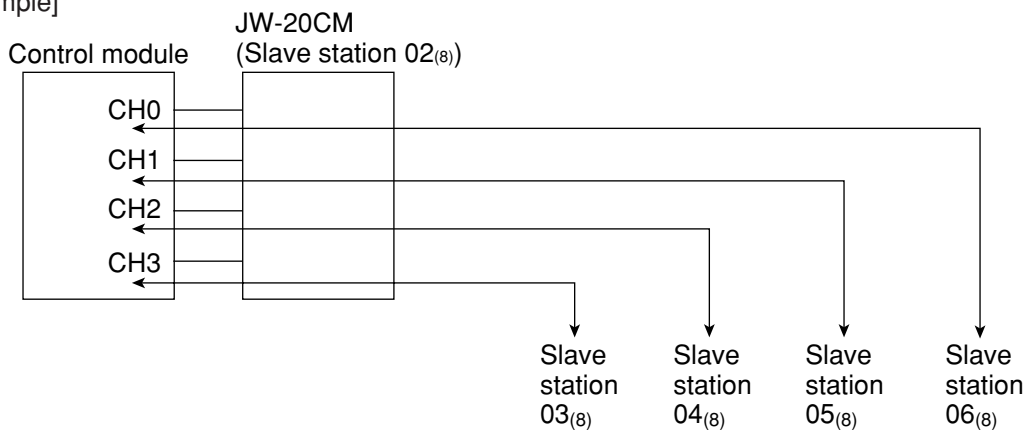 JW-20CM
Control module (Slave station 02(8))
CH0
CH1
CH2
CH3
Slave station 03(8)
Slave station 04(8)
Slave station 05(8)
Slave station 06(8)